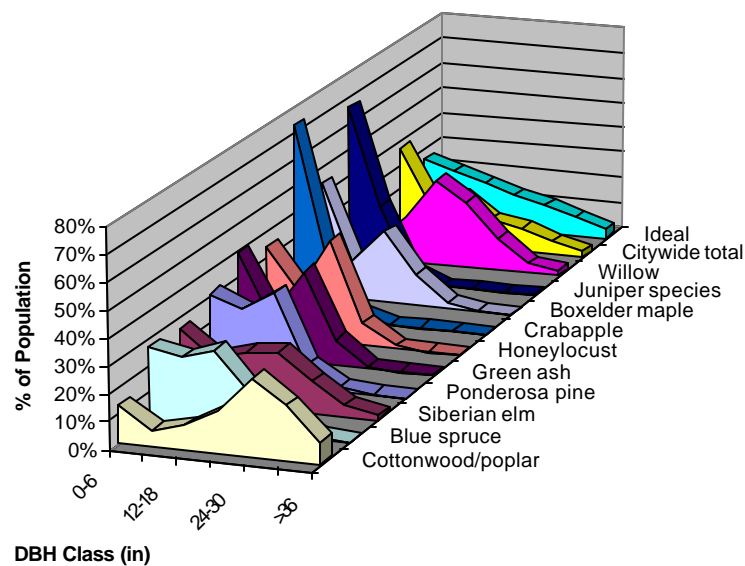 80%
70%
60%
50%
40%
30%
20%
10%
0%
% of Population
0-6
12-18
24-30
>36
DBH Class (in)
Ideal
Citywide total
Willow
Juniper species
Boxelder maple
Crabapple
Honeylocust
Green ash
Ponderosa pine
Siberian elm
Blue spruce
Cottonwood/poplar